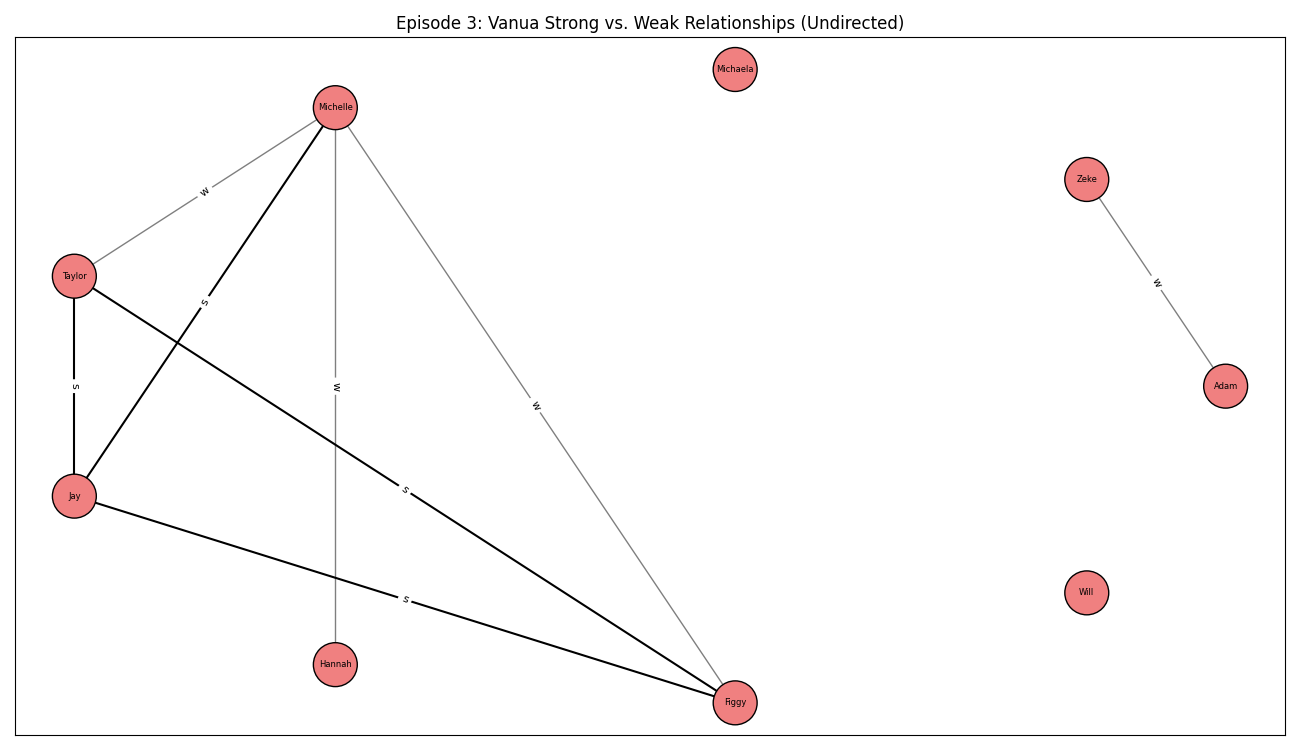 Episode 3: Vanua Strong vs. Weak Relationships (Undirected)
Michaela
Michelle
Zeke
w
Taylor
w
s
s
w
Adam
w
s
Jay
Will
s
Hannah
Figgy